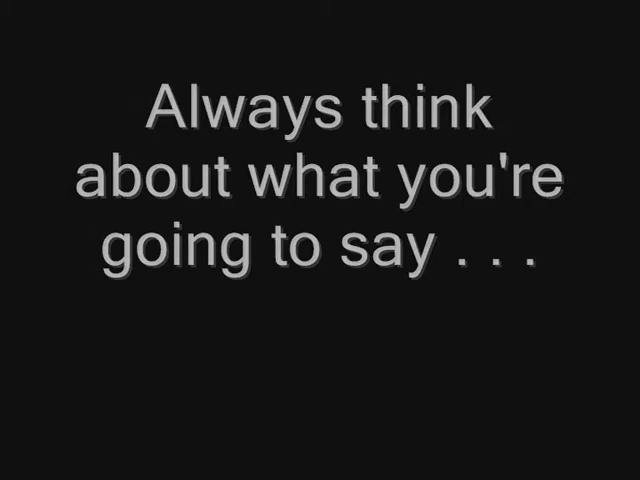 Always think
about what you're
going to say . . .